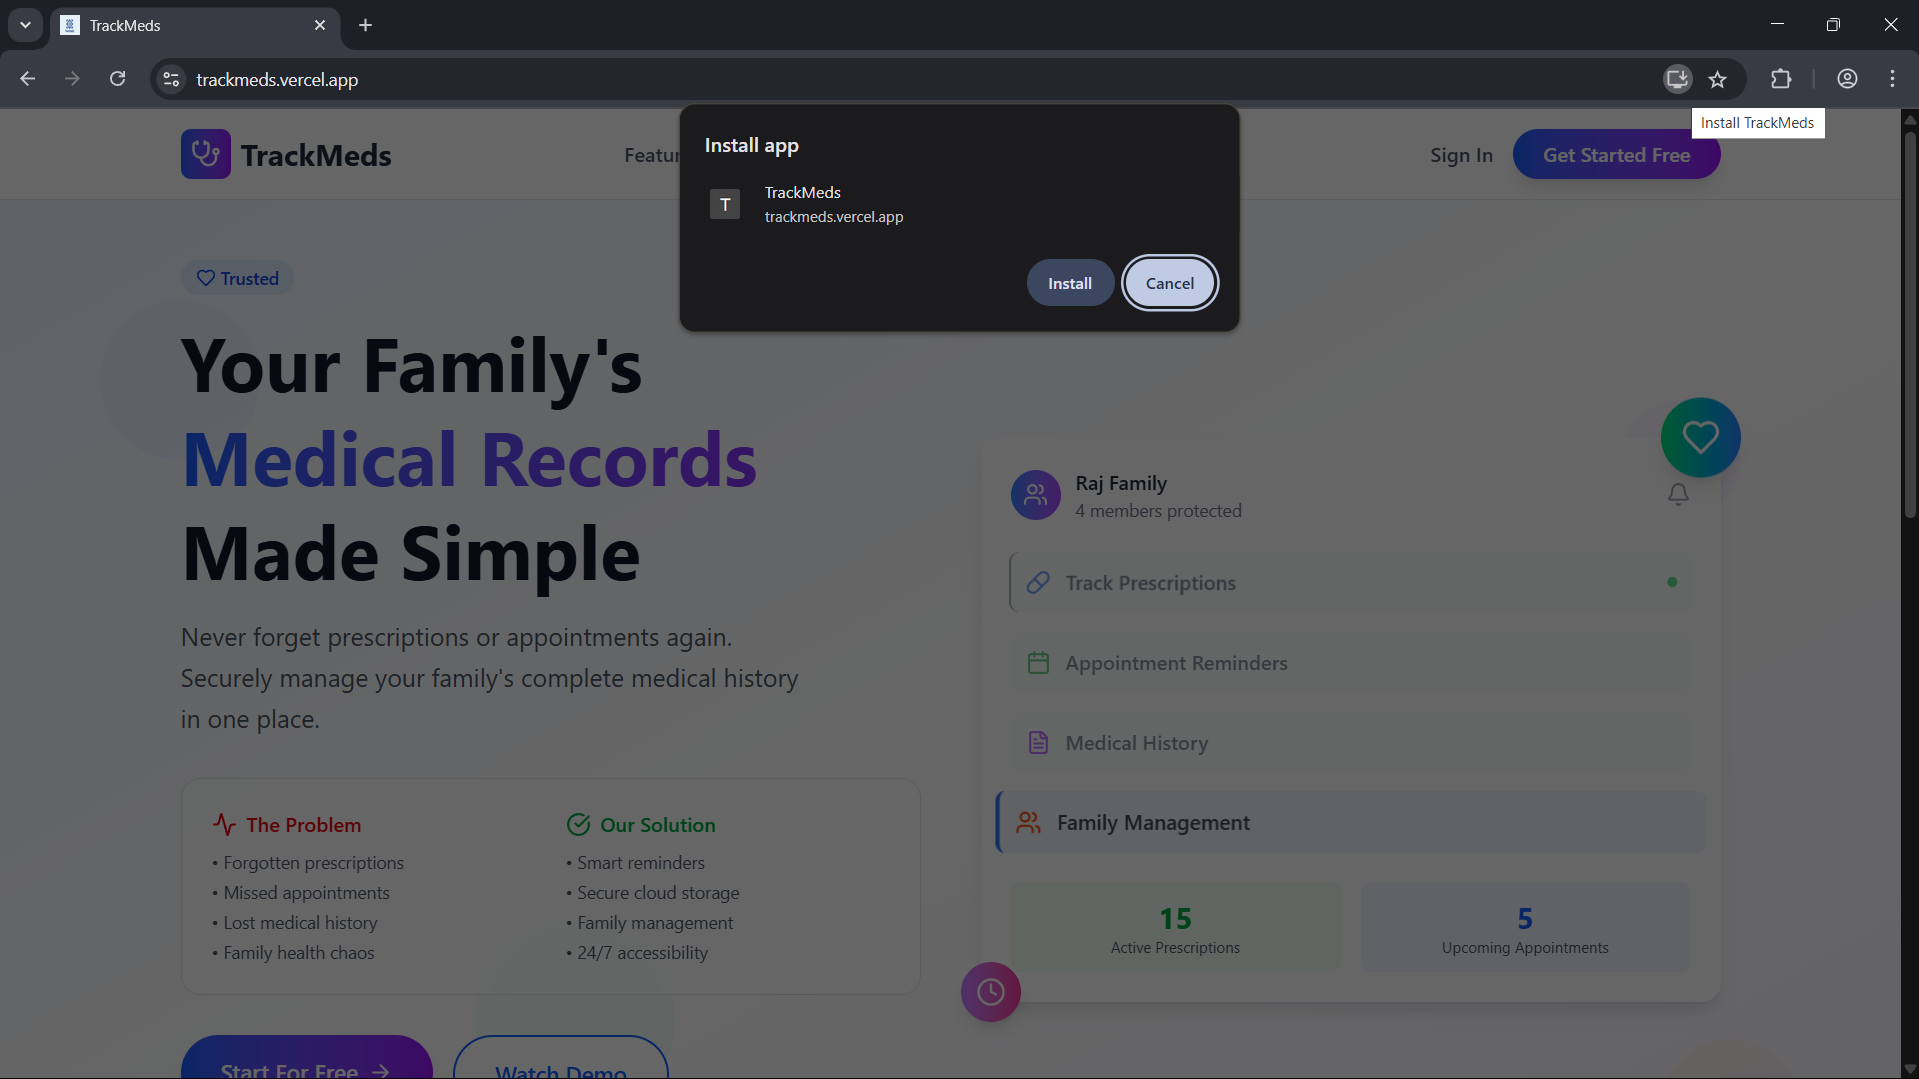 TrackMeds
trackmeds.vercel.app
Install TrackMeds
Install app
T
TrackMeds
trackmeds.vercel.app
Install
Cancel
TrackMeds
Sign In
Get Started Free
Trusted
Your Family's
Medical Records
Made Simple
Never forget prescriptions or appointments again.
Securely manage your family's complete medical history
in one place.
The Problem
• Forgotten prescriptions
• Missed appointments
• Lost medical history
• Family health chaos
Our Solution
• Smart reminders
• Secure cloud storage
• Family management
• 24/7 accessibility
Start For Free
Watch Demo
Raj Family
4 members protected
Track Prescriptions
Appointment Reminders
Medical History
Family Management
15
Active Prescriptions
5
Upcoming Appointments